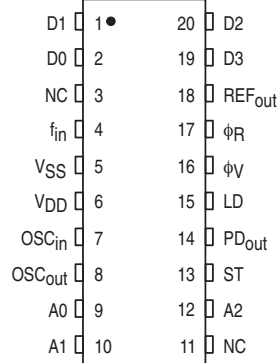 D1 1 20 D2
D0 2 19 D3
NC 3 18 REFout
fin 4 17 ϕR
VSS 5 16 ϕV
VDD 6 15 LD
OSCin 7 14 PDout
OSCout 8 13 ST
A0 9 12 A2
A1 10 11 NC